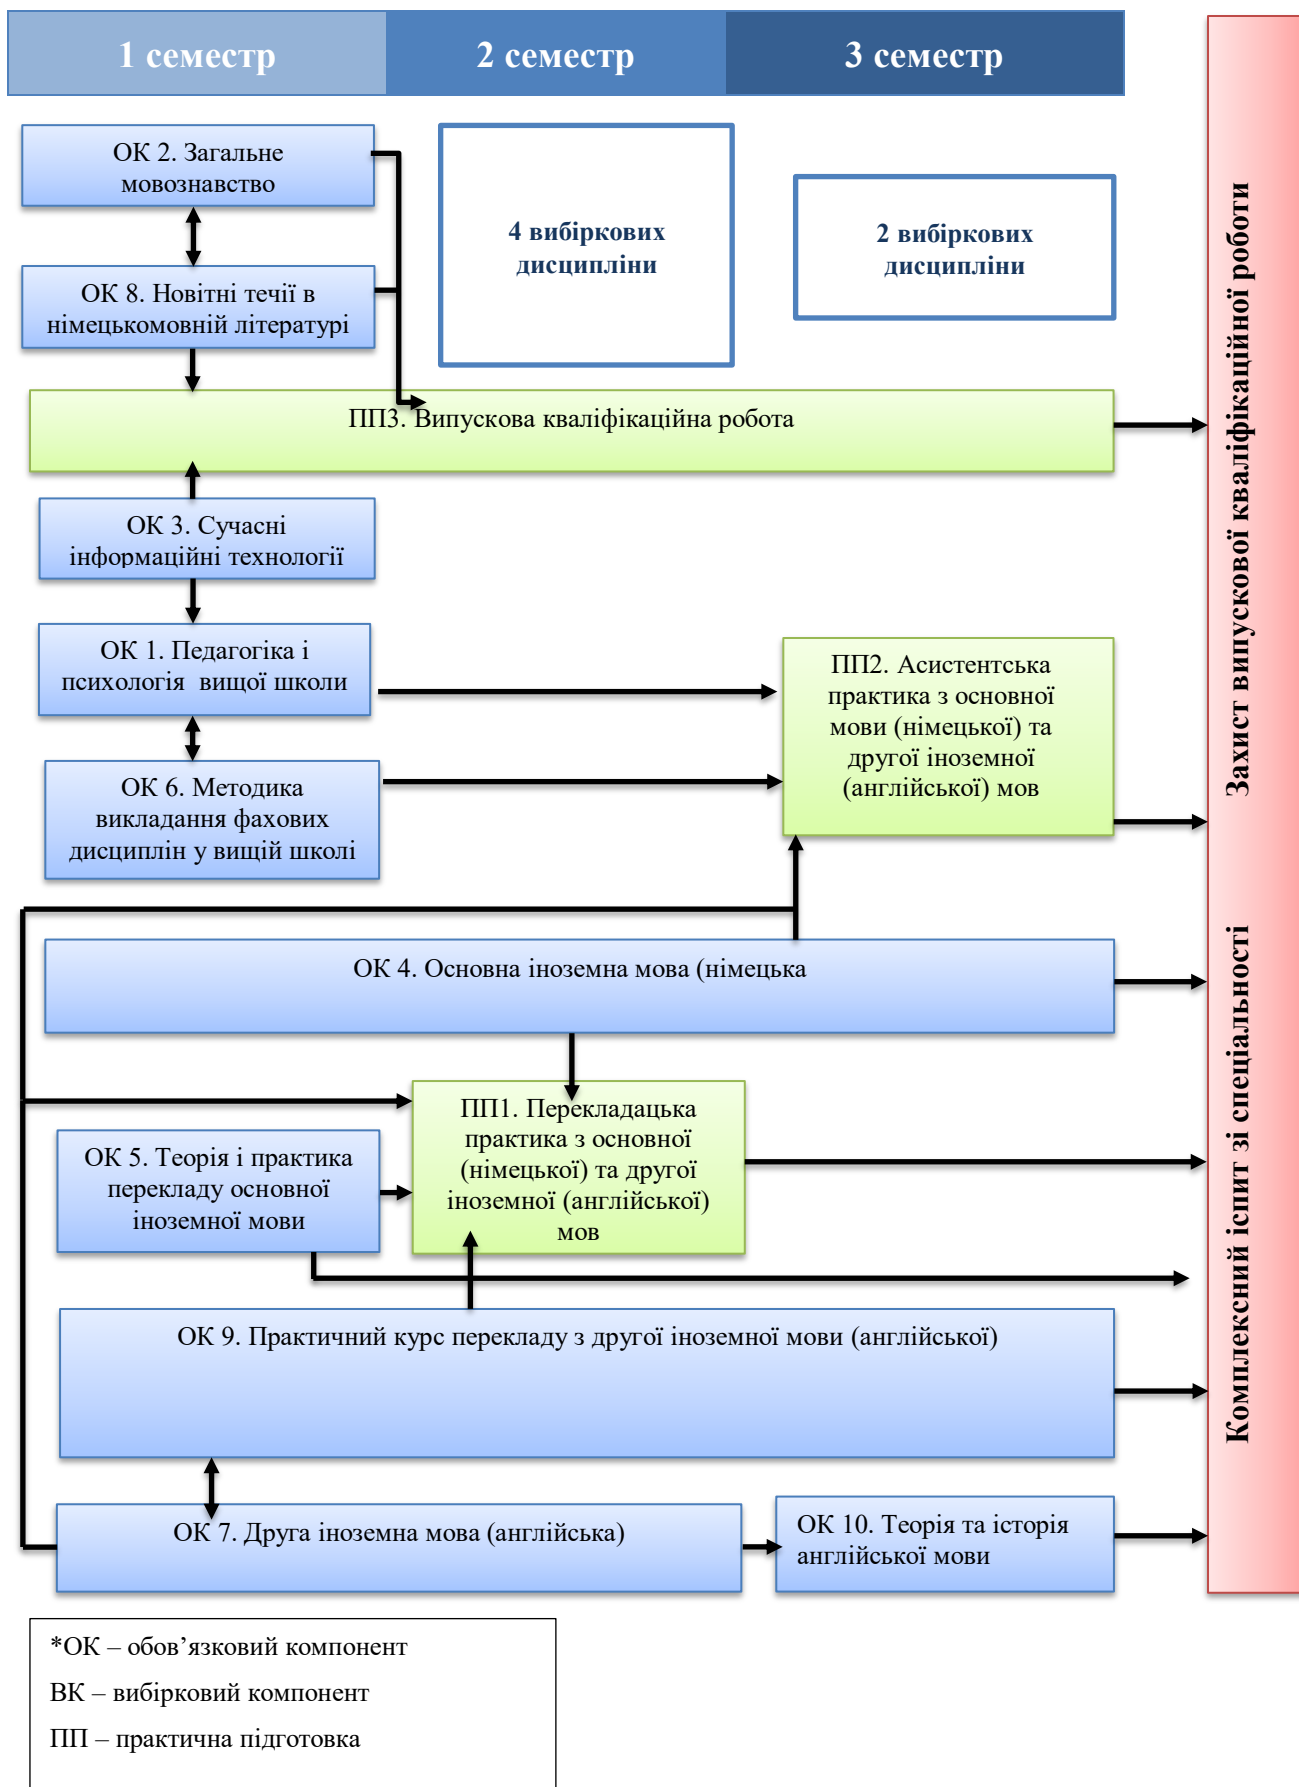 1 семестр
2 семестр
3 семестр
ОК 2. Загальне
мовознавство
4 вибіркових
дисципліни
2 вибіркових
дисципліни
ОК 8. Новітні течії в
німецькомовній літературі
ПП3. Випускова кваліфікаційна робота
ОК 3. Сучасні
інформаційні технології
ОК 1. Педагогіка і
психологія вищої школи
ПП2. Асистентська
практика з основної
мови (німецької) та
другої іноземної
(англійської) мов
ОК 6. Методика
викладання фахових
дисциплін у вищій школі
ОК 4. Основна іноземна мова (німецька
ПП1. Перекладацька
практика з основної
(німецької) та другої
іноземної (англійської)
мов
ОК 5. Теорія і практика
перекладу основної
іноземної мови
ОК 9. Практичний курс перекладу з другої іноземної мови (англійської)
ОК 7. Друга іноземна мова (англійська)
ОК 10. Теорія та історія
англійської мови
Комплексний іспит зі спеціальності Захист випускової кваліфікаційної роботи
*ОК – обов’язковий компонент
ВК – вибірковий компонент
ПП – практична підготовка